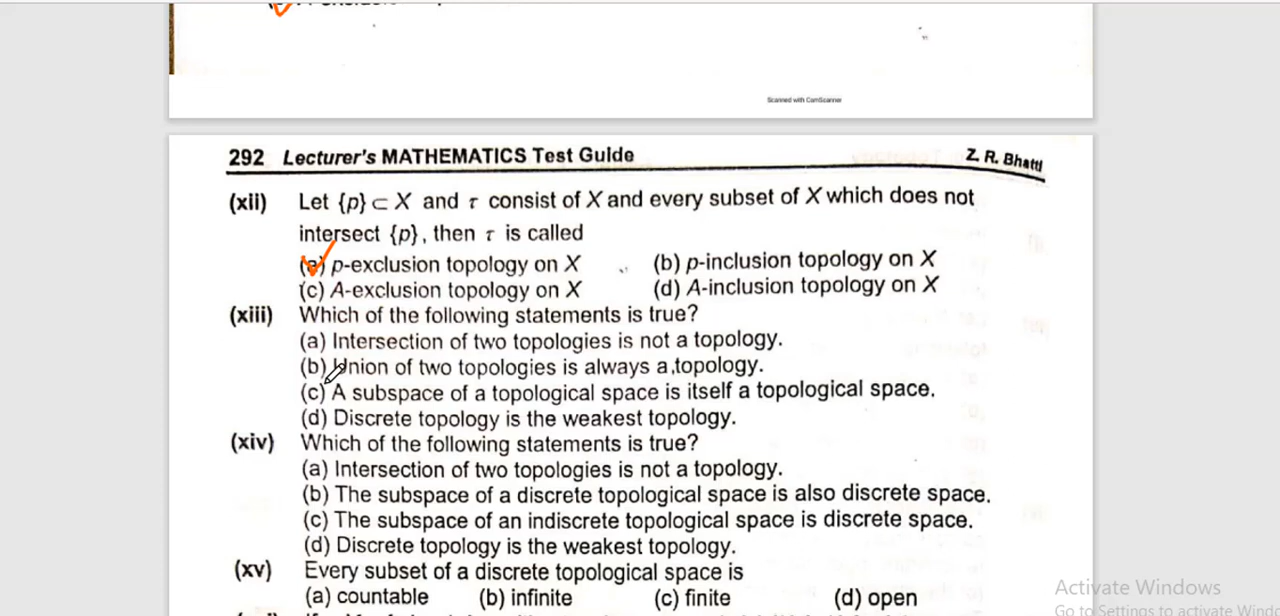 Scanned with CamScanner
292 Lecturer's MATHEMATICS Test Guide Z. R. Bhatti
(xii) Let {p} ⊂ X and τ consist of X and every subset of X which does not
intersect {p}, then τ is called
(a) p-exclusion topology on X (b) p-inclusion topology on X
(c) A-exclusion topology on X (d) A-inclusion topology on X
(xiii) Which of the following statements is true?
(a) Intersection of two topologies is not a topology.
(b) Union of two topologies is always a topology.
(c) A subspace of a topological space is itself a topological space.
(d) Discrete topology is the weakest topology.
(xiv) Which of the following statements is true?
(a) Intersection of two topologies is not a topology.
(b) The subspace of a discrete topological space is also discrete space.
(c) The subspace of an indiscrete topological space is discrete space.
(d) Discrete topology is the weakest topology.
(xv) Every subset of a discrete topological space is
(a) countable (b) infinite (c) finite (d) open
Activate Windows
Go to Settings to activate Wind